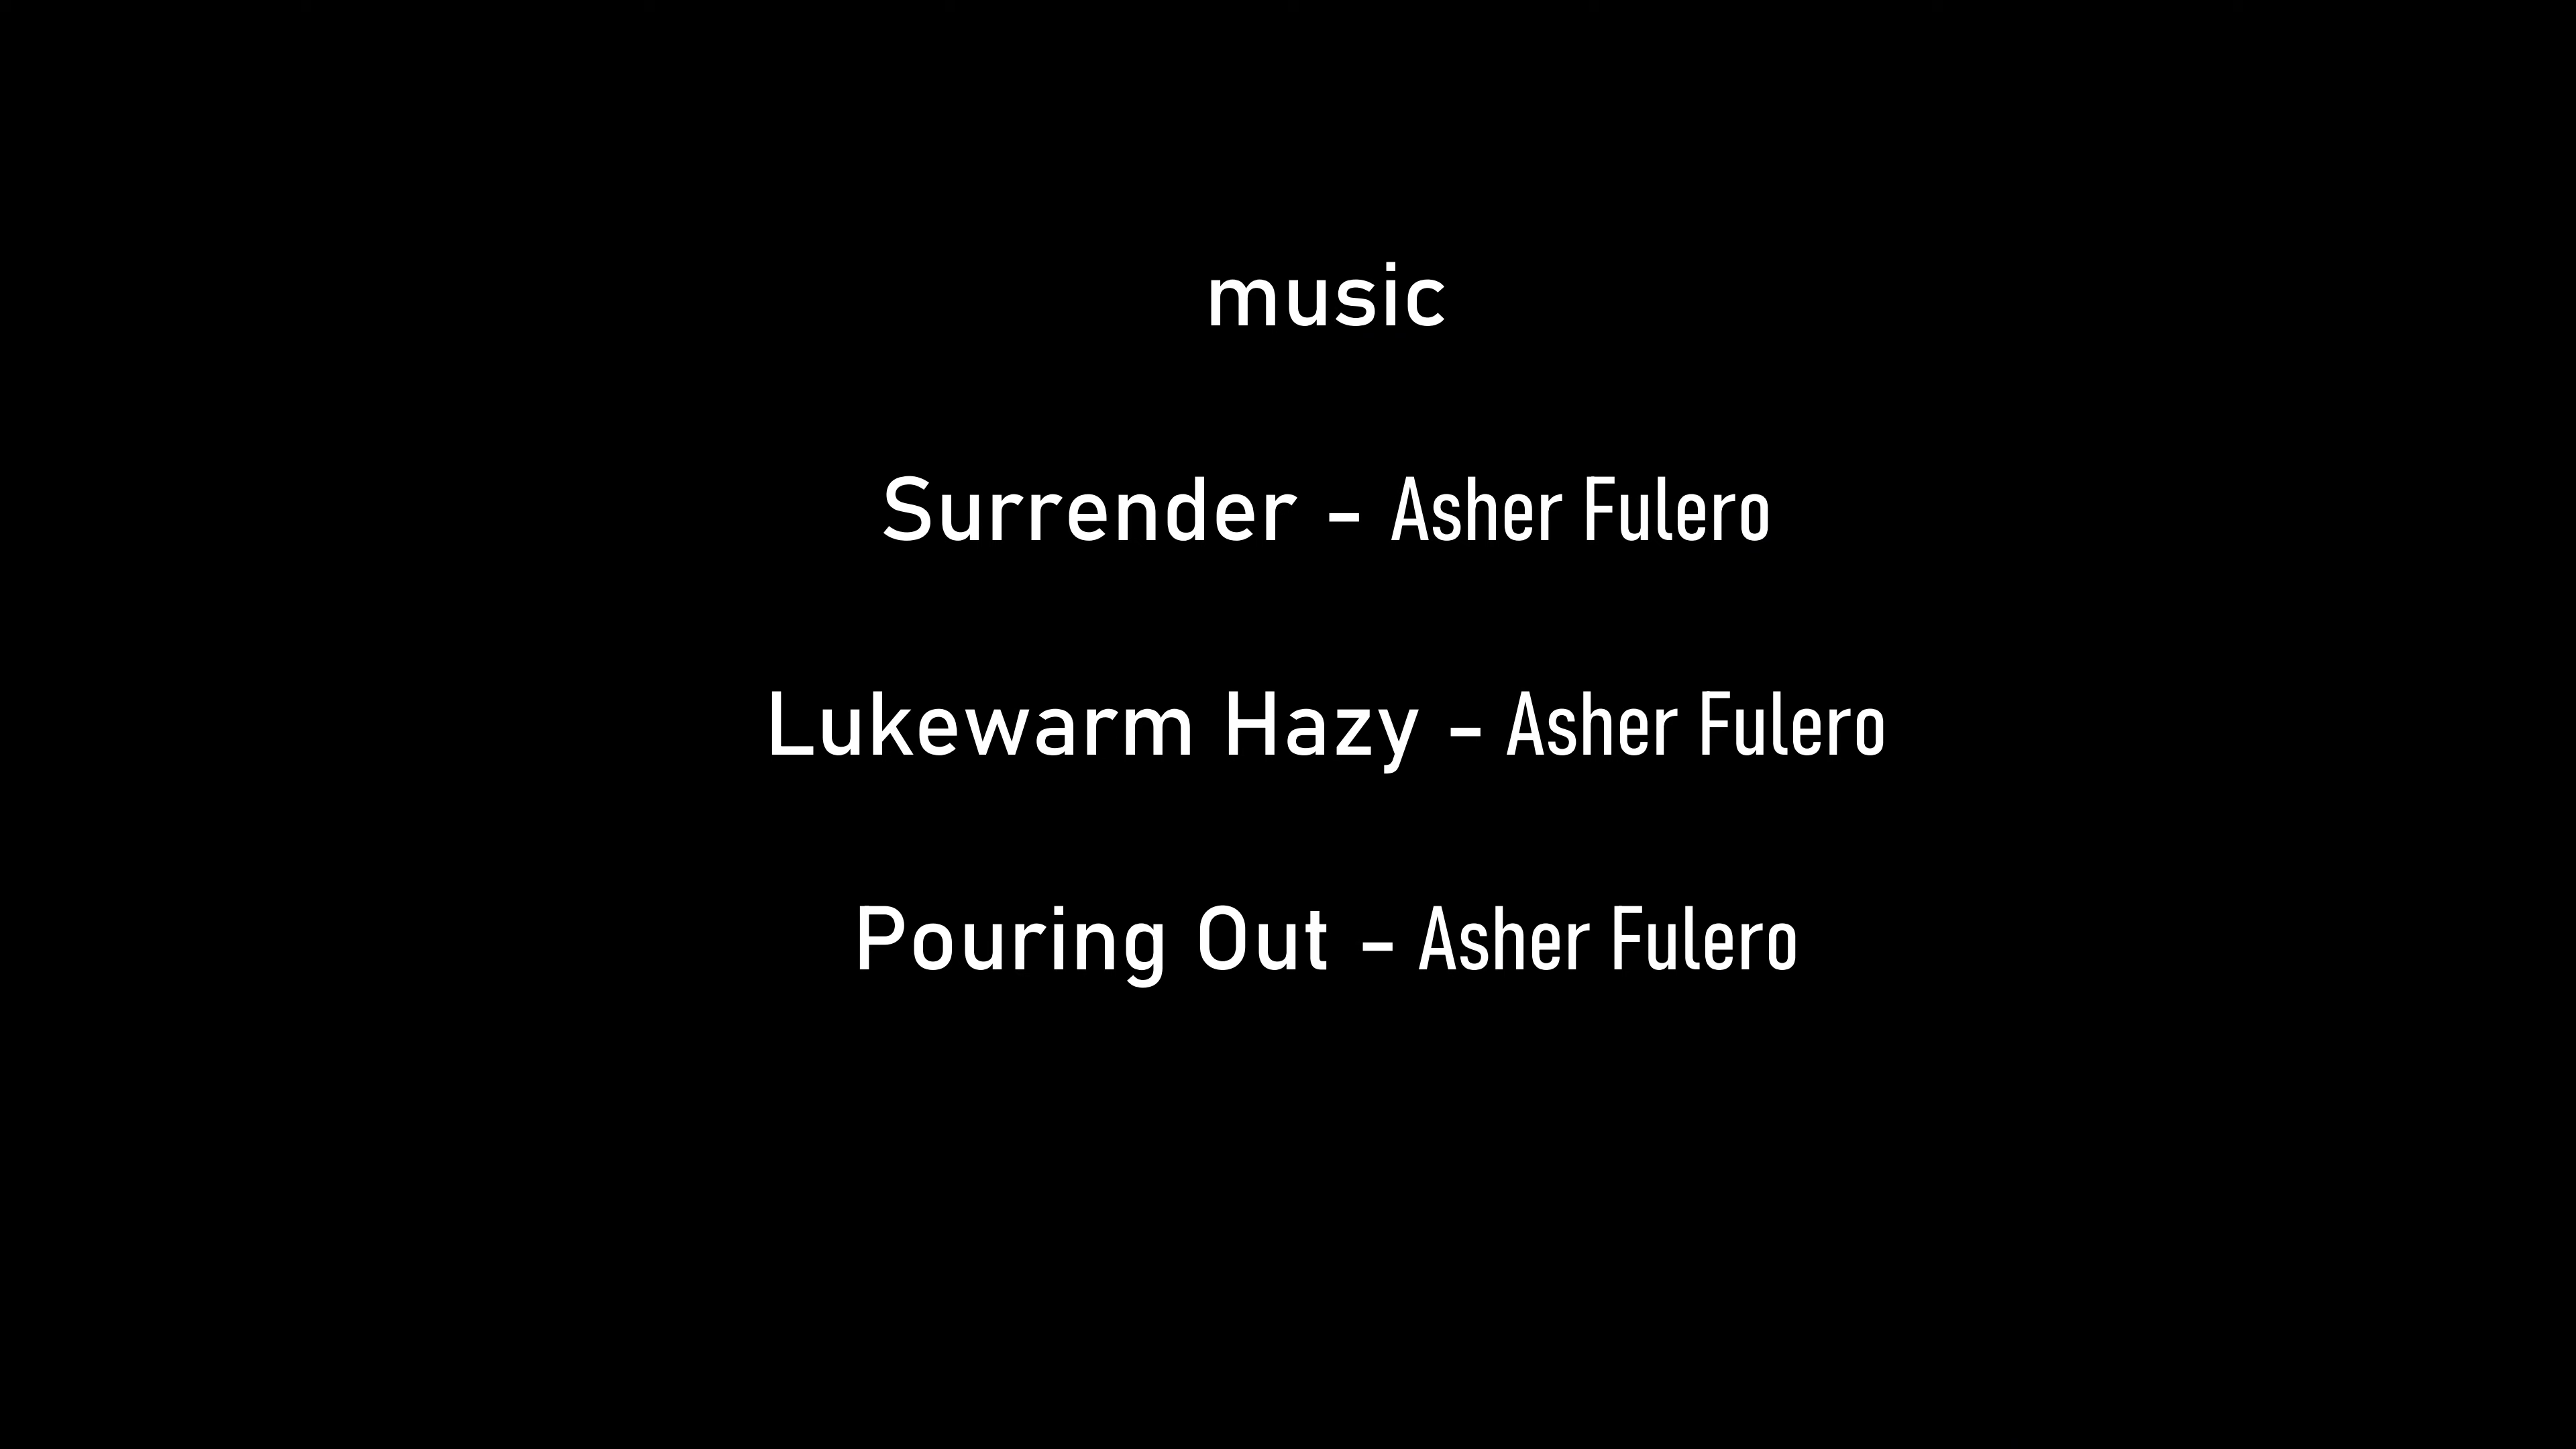 music
Surrender - Asher Fulero
Lukewarm Hazy - Asher Fulero
Pouring Out - Asher Fulero